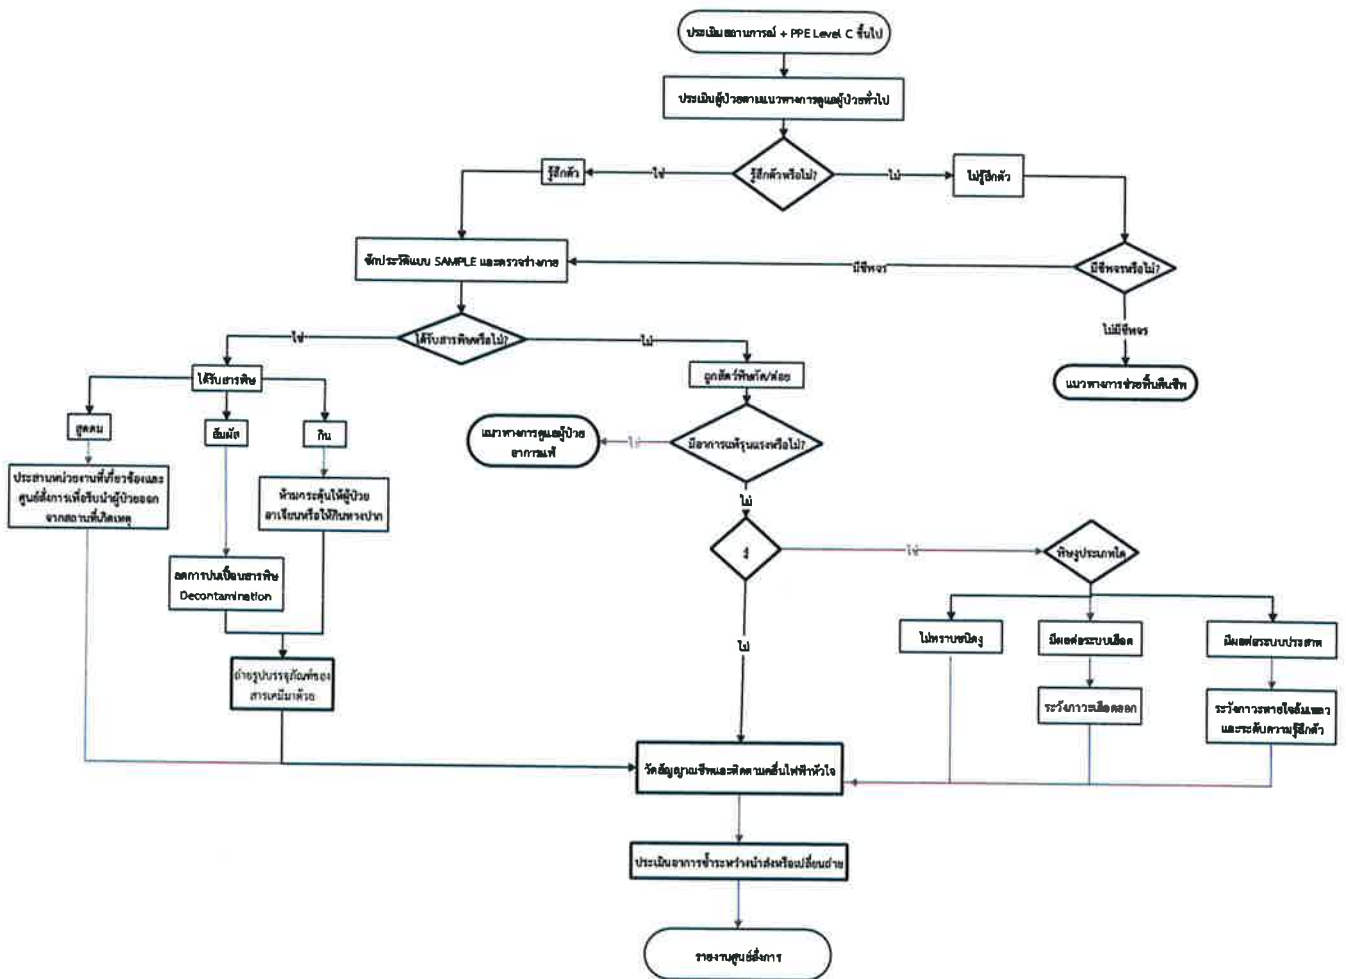 ประเมินสถานการณ์ + PPE Level C ขึ้นไป
ประเมินผู้ป่วยตามแนวทางการดูแลผู้ป่วยทั่วไป
รู้สึกตัว
ใช่
รู้สึกตัวหรือไม่?
ไม่
ไม่รู้สึกตัว
ซักประวัติแบบ SAMPLE และตรวจร่างกาย
มีชีพจร
มีชีพจรหรือไม่?
ไม่มีชีพจร
แนวทางการช่วยฟื้นคืนชีพ
ใช่
ได้รับสารพิษหรือไม่?
ไม่
ได้รับสารพิษ
ถูกสัตว์พิษกัด/ต่อย
สูดดม
สัมผัส
กิน
แนวทางการดูแลผู้ป่วย
อาการแพ้
ใช่
มีอาการแพ้รุนแรงหรือไม่?
ประสานหน่วยงานที่เกี่ยวข้องและ
ศูนย์สั่งการเพื่อรีบนำผู้ป่วยออก
จากสถานที่เกิดเหตุ
ห้ามกระตุ้นให้ผู้ป่วย
อาเจียนหรือให้กินทางปาก
ไม่
งู
ใช่
พิษงูประเภทใด
ลดการปนเปื้อนสารพิษ
Decontamination
ไม่
ไม่ทราบชนิดงู
มีผลต่อระบบเลือด
มีผลต่อระบบประสาท
ถ่ายรูปบรรจุภัณฑ์ของ
สารเคมีมาด้วย
ระวังภาวะเลือดออก
ระวังภาวะหายใจล้มเหลว
และระดับความรู้สึกตัว
วัดสัญญาณชีพและติดตามคลื่นไฟฟ้าหัวใจ
ประเมินอาการซ้ำระหว่างนำส่งหรือเปลี่ยนถ่าย
รายงานศูนย์สั่งการ